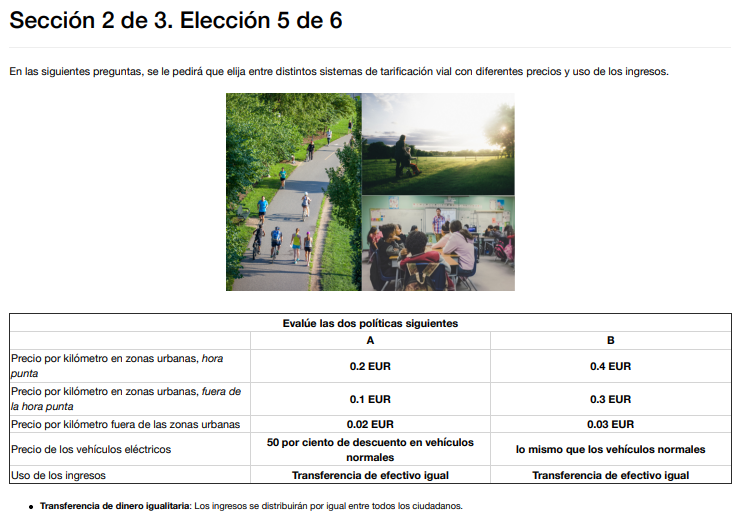 Sección 2 de 3. Elección 5 de 6
En las siguientes preguntas, se le pedirá que elija entre distintos sistemas de tarificación vial con diferentes precios y uso de los ingresos.
Evalúe las dos políticas siguientes
A B
Precio por kilómetro en zonas urbanas, hora
punta
0.2 EUR 0.4 EUR
Precio por kilómetro en zonas urbanas, fuera de
la hora punta
0.1 EUR 0.3 EUR
Precio por kilómetro fuera de las zonas urbanas 0.02 EUR 0.03 EUR
Precio de los vehículos eléctricos
50 por ciento de descuento en vehículos
normales
lo mismo que los vehículos normales
Uso de los ingresos Transferencia de efectivo igual Transferencia de efectivo igual
• Transferencia de dinero igualitaria: Los ingresos se distribuirán por igual entre todos los ciudadanos.